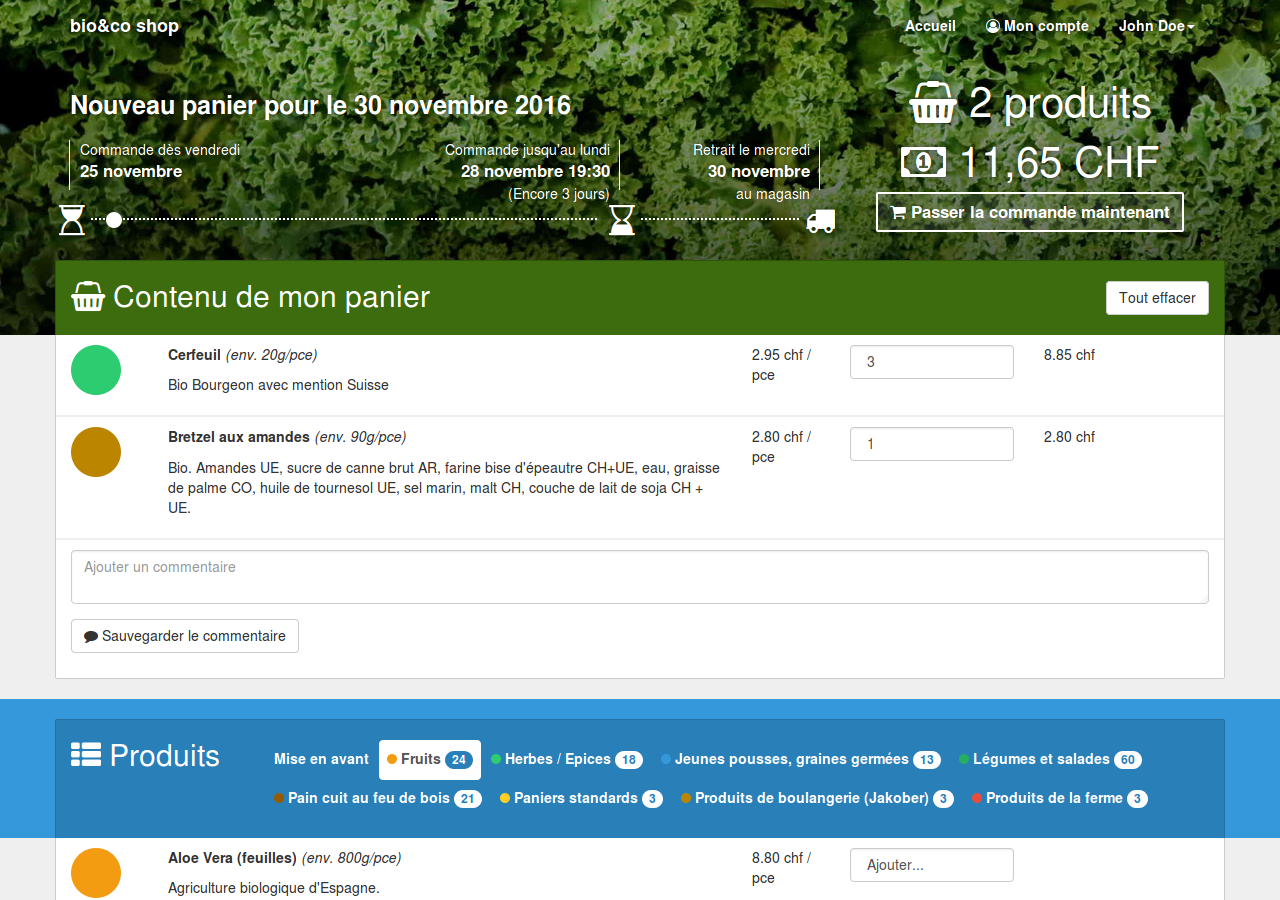 bio&co shop
Accueil
Mon compte
John Doe
Nouveau panier pour le 30 novembre 2016
Commande dès vendredi
25 novembre
Commande jusqu'au lundi
28 novembre 19:30
(Encore 3 jours)
Retrait le mercredi
30 novembre
au magasin
2 produits
11,65 CHF
Passer la commande maintenant
Contenu de mon panier
Tout effacer
Cerfeuil (env. 20g/pce)
Bio Bourgeon avec mention Suisse
2.95 chf /
pce
3
8.85 chf
Bretzel aux amandes (env. 90g/pce)
Bio. Amandes UE, sucre de canne brut AR, farine bise d'épeautre CH+UE, eau, graisse
de palme CO, huile de tournesol UE, sel marin, malt CH, couche de lait de soja CH +
UE.
2.80 chf /
pce
1
2.80 chf
Ajouter un commentaire
Sauvegarder le commentaire
Produits
Mise en avant Fruits 24 Herbes / Epices 18 Jeunes pousses, graines germées 13 Légumes et salades 60
Pain cuit au feu de bois 21 Paniers standards 3 Produits de boulangerie (Jakober) 3 Produits de la ferme 3
Aloe Vera (feuilles) (env. 800g/pce)
Agriculture biologique d'Espagne.
8.80 chf /
pce
Ajouter...